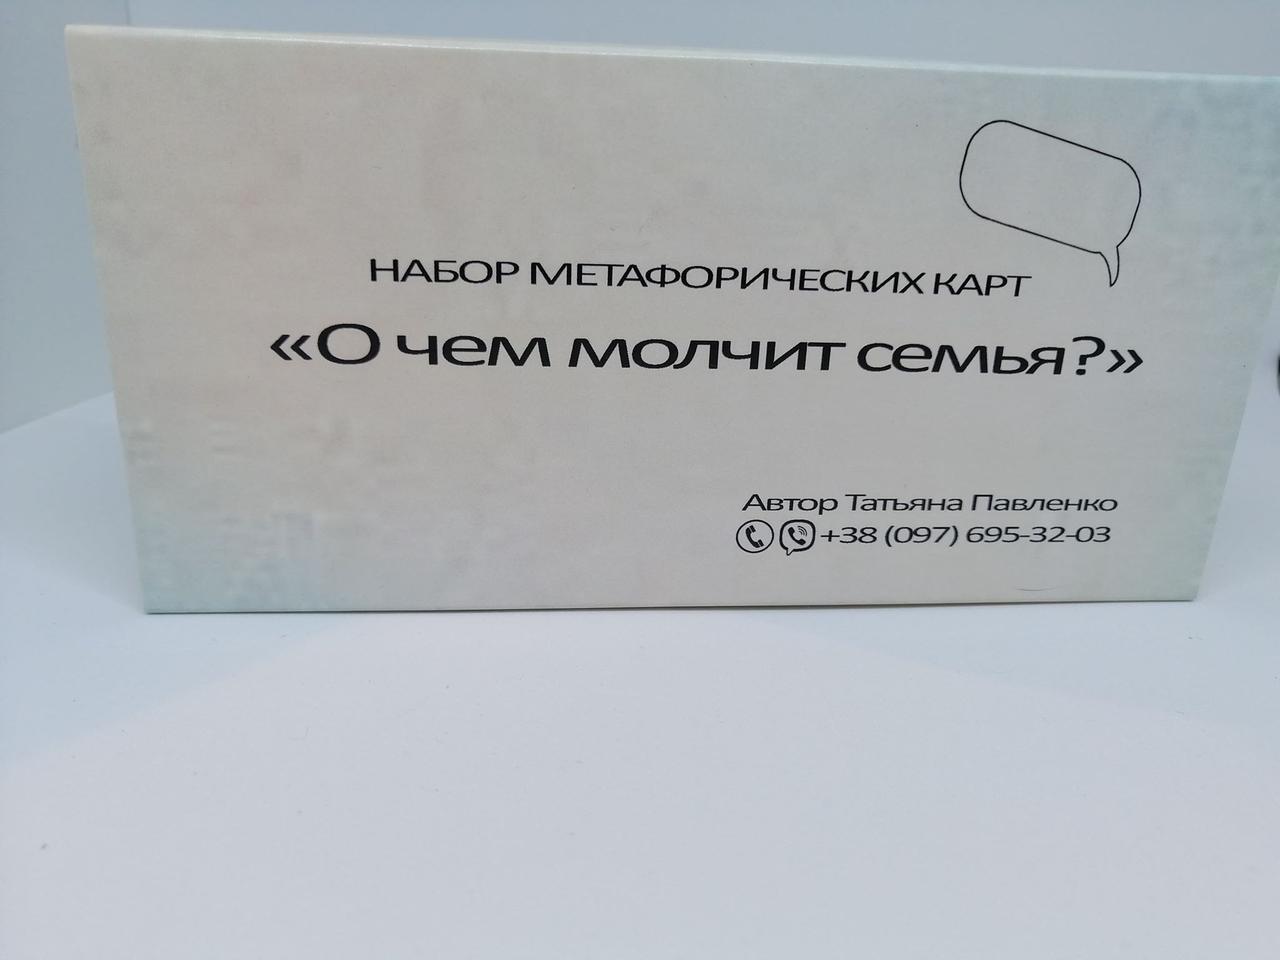 НАБОР МЕТАФОРИЧЕСКИХ КАРТ
«О чем молчит семья?»
Автор Татьяна Павленко
+38 (097) 695-32-03